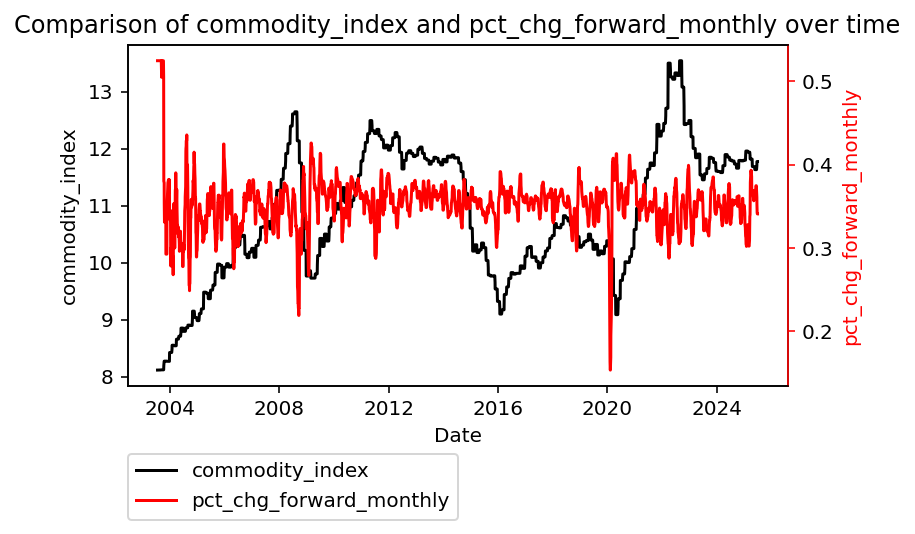 Comparison of commodity_index and pct_chg_forward_monthly over time
commodity_index
13
12
11
10
9
8
0.5
0.4
0.3
0.2
pct_chg_forward_monthly
2004 2008 2012 2016 2020 2024
Date
commodity_index
pct_chg_forward_monthly